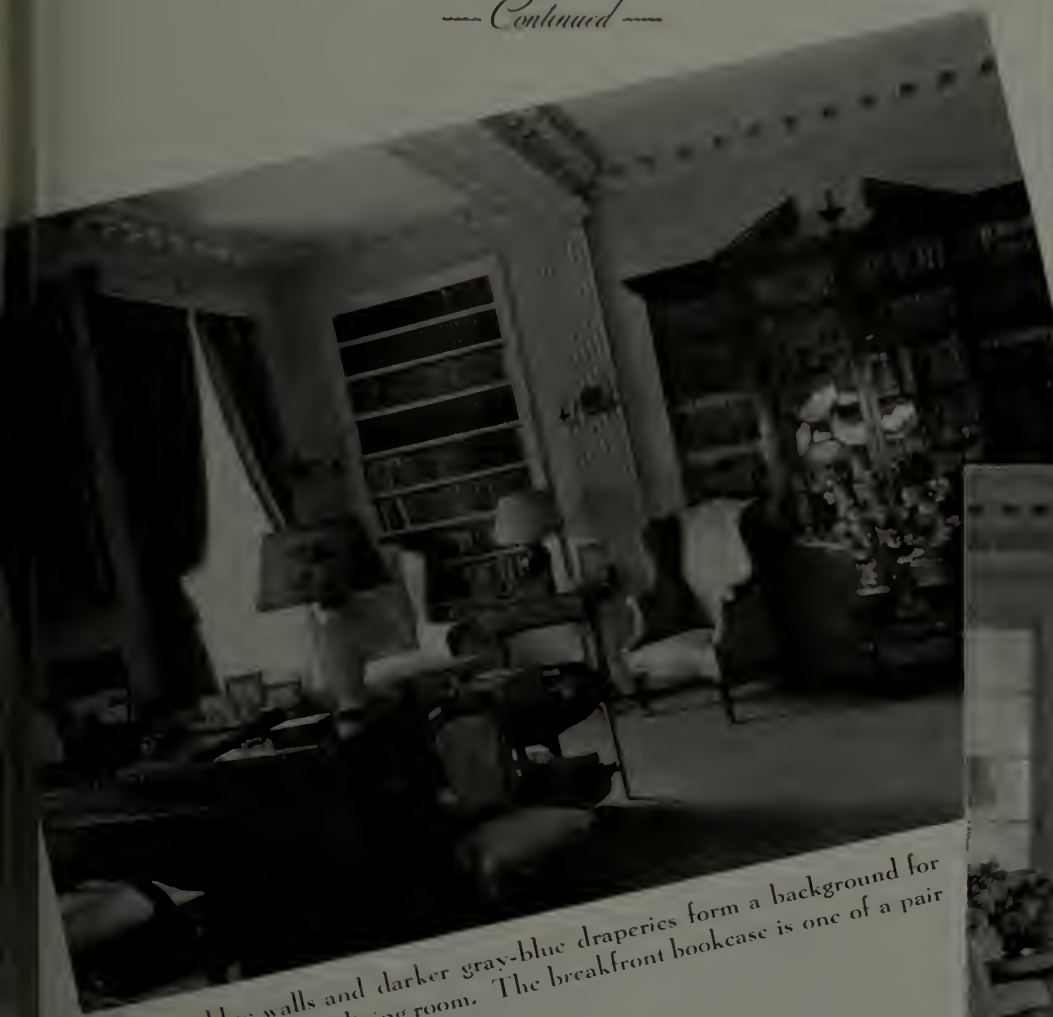 Continued
walls and darker gray-blue draperies form a background for
room. The breakfront bookcase is one of a pair